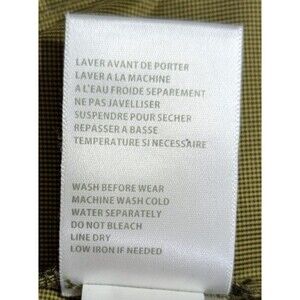 LAVER AVANT DE PORTER
LAVER A LA MACHINE
A L'EAU FROIDE SEPAREMENT
NE PAS JAVELLISER
SUSPENDRE POUR SECHER
REPASSER A BASSE
TEMPERATURE SI NECESSAIRE
WASH BEFORE WEAR
MACHINE WASH COLD
WATER SEPARATELY
DO NOT BLEACH
LINE DRY
LOW IRON IF NEEDED